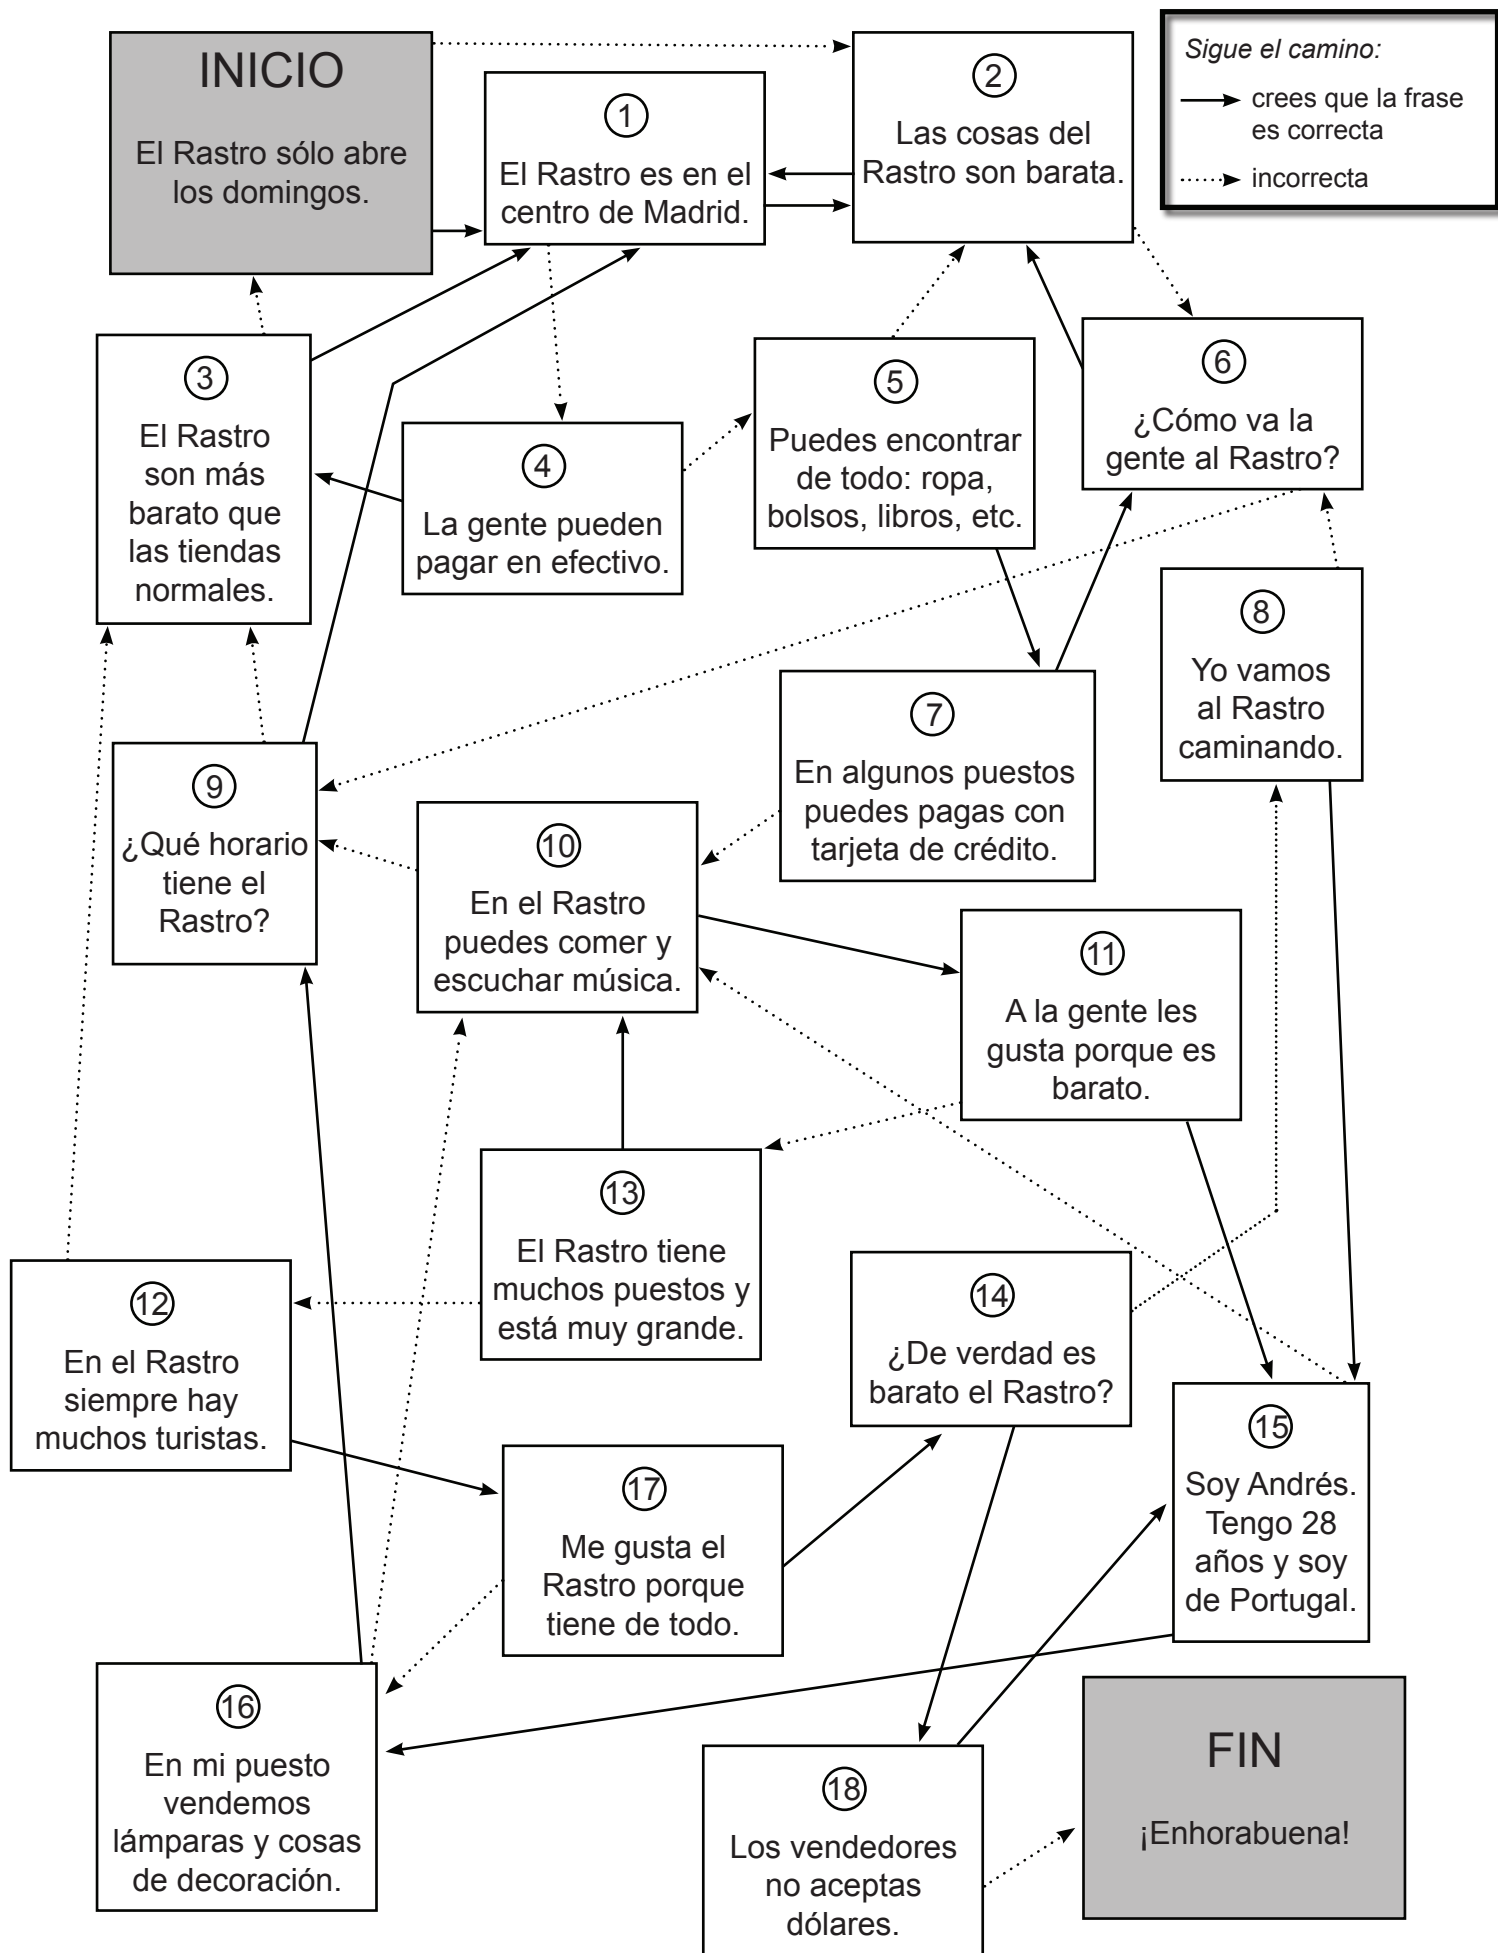 INICIO
El Rastro sólo abre
los domingos.
1
El Rastro es en el
centro de Madrid.
2
Las cosas del
Rastro son barata.
Sigue el camino:
crees que la frase
es correcta
incorrecta
3
El Rastro
son más
barato que
las tiendas
normales.
4
La gente pueden
pagar en efectivo.
5
Puedes encontrar
de todo: ropa,
bolsos, libros, etc.
6
¿Cómo va la
gente al Rastro?
7
En algunos puestos
puedes pagas con
tarjeta de crédito.
8
Yo vamos
al Rastro
caminando.
9
¿Qué horario
tiene el
Rastro?
10
En el Rastro
puedes comer y
escuchar música.
11
A la gente les
gusta porque es
barato.
12
En el Rastro
siempre hay
muchos turistas.
13
El Rastro tiene
muchos puestos y
está muy grande.
14
¿De verdad es
barato el Rastro?
15
Soy Andrés.
Tengo 28
años y soy
de Portugal.
16
En mi puesto
vendemos
lámparas y cosas
de decoración.
17
Me gusta el
Rastro porque
tiene de todo.
18
Los vendedores
no aceptas
dólares.
FIN
¡Enhorabuena!